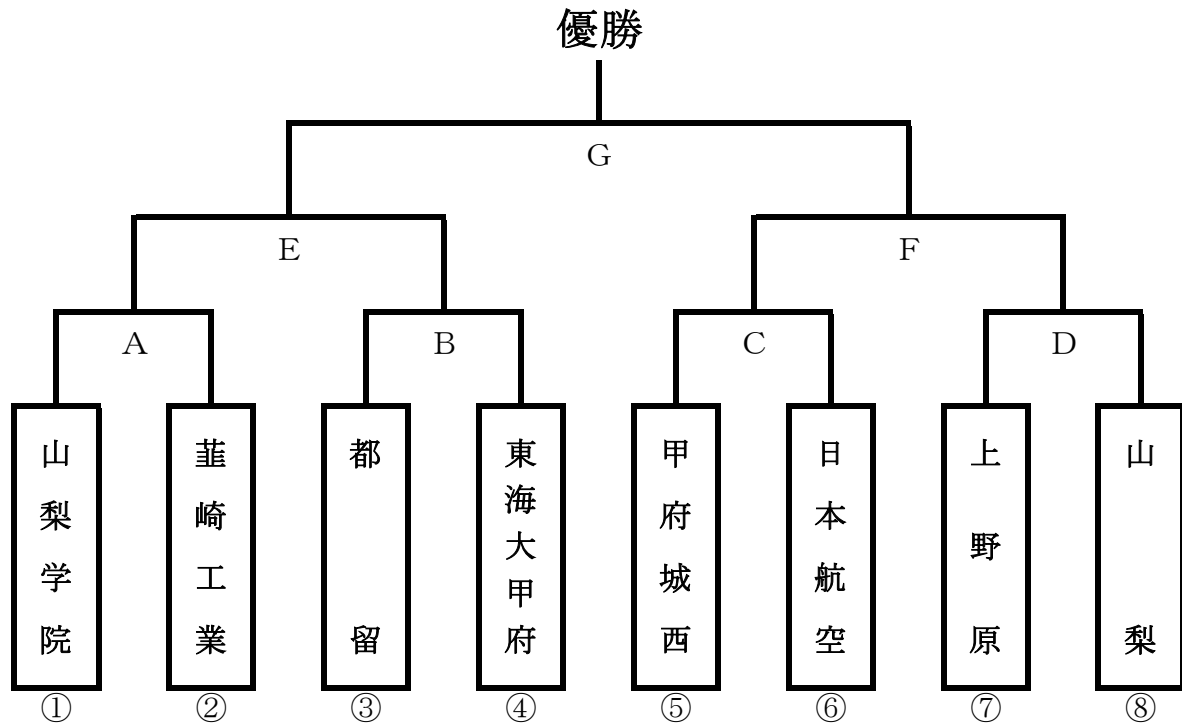 優勝
G
E
F
A
B
C
D
山梨学院
韮崎工業
都留
東海大甲府
甲府城西
日本航空
上野原
山梨
①
②
③
④
⑤
⑥
⑦
⑧